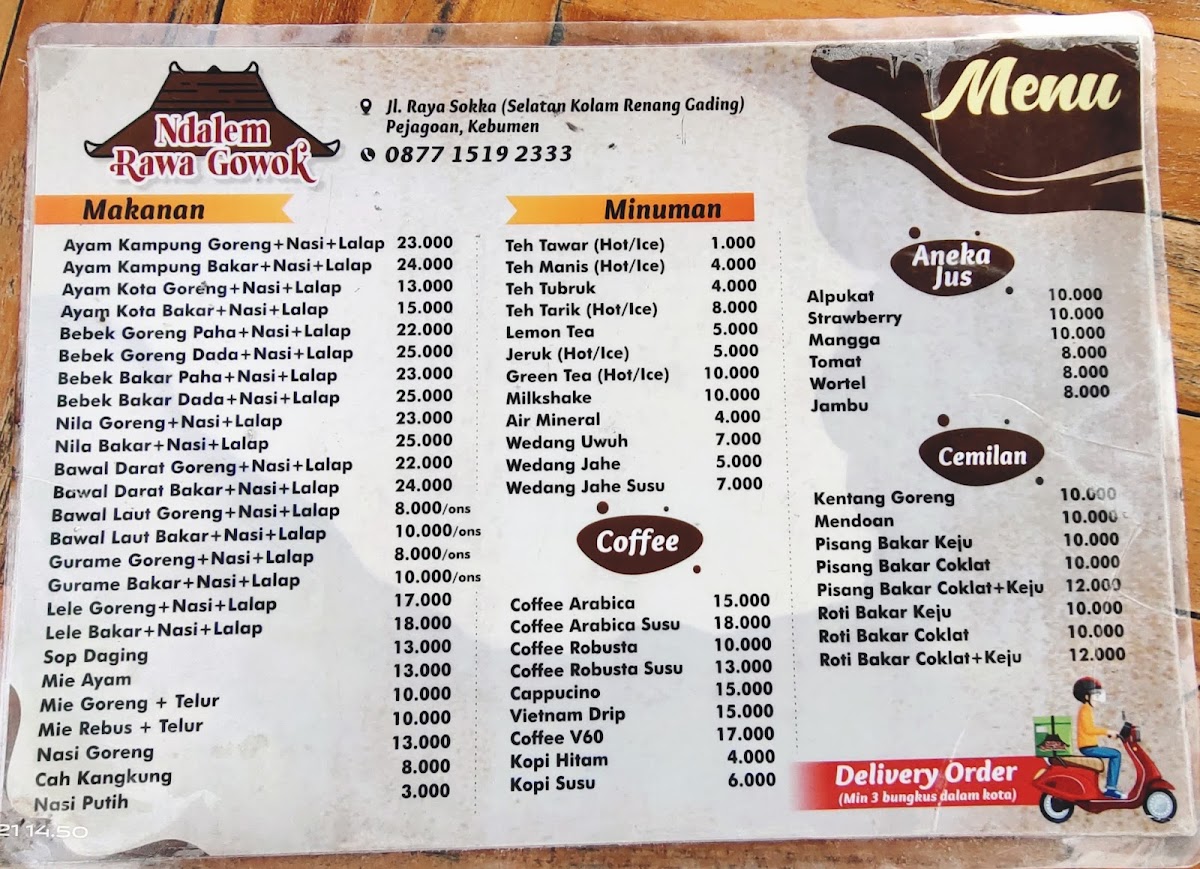 Ndalem
Rawa Gowok
Jl. Raya Sokka (Selatan Kolam Renang Gading)
Pejagoan, Kebumen
0877 1519 2333
Menu
Makanan
Ayam Kampung Goreng+Nasi+Lalap 23.000
Ayam Kampung Bakar+Nasi+Lalap 24.000
Ayam Kota Goreng+Nasi+Lalap 13.000
Ayam Kota Bakar+Nasi+Lalap 15.000
Bebek Goreng Paha+Nasi+Lalap 22.000
Bebek Goreng Dada+Nasi+Lalap 25.000
Bebek Bakar Paha+Nasi+Lalap 23.000
Bebek Bakar Dada+Nasi+Lalap 25.000
Nila Goreng+Nasi+Lalap 23.000
Nila Bakar+Nasi+Lalap 25.000
Bawal Darat Goreng+Nasi+Lalap 22.000
Bawal Darat Bakar+Nasi+Lalap 24.000
Bawal Laut Goreng+Nasi+Lalap 8.000/ons
Bawal Laut Bakar+Nasi+Lalap 10.000/ons
Gurame Goreng+Nasi+Lalap 8.000/ons
Gurame Bakar+Nasi+Lalap 10.000/ons
Lele Goreng+Nasi+Lalap 17.000
Lele Bakar+Nasi+Lalap 18.000
Sop Daging 13.000
Mie Ayam 13.000
Mie Goreng + Telur 10.000
Mie Rebus + Telur 10.000
Nasi Goreng 13.000
Cah Kangkung 8.000
Nasi Putih 3.000
Minuman
Teh Tawar (Hot/Ice) 1.000
Teh Manis (Hot/Ice) 4.000
Teh Tubruk 4.000
Teh Tarik (Hot/Ice) 8.000
Lemon Tea 5.000
Jeruk (Hot/Ice) 5.000
Green Tea (Hot/Ice) 10.000
Milkshake 10.000
Air Mineral 4.000
Wedang Uwuh 7.000
Wedang Jahe 5.000
Wedang Jahe Susu 7.000
Coffee
Coffee Arabica 15.000
Coffee Arabica Susu 18.000
Coffee Robusta 10.000
Coffee Robusta Susu 13.000
Cappucino 15.000
Vietnam Drip 15.000
Coffee V60 17.000
Kopi Hitam 4.000
Kopi Susu 6.000
Aneka
Jus
Alpukat 10.000
Strawberry 10.000
Mangga 10.000
Tomat 8.000
Wortel 8.000
Jambu 8.000
Cemilan
Kentang Goreng 10.000
Mendoan 10.000
Pisang Bakar Keju 10.000
Pisang Bakar Coklat 10.000
Pisang Bakar Coklat+Keju 12.000
Roti Bakar Keju 10.000
Roti Bakar Coklat 10.000
Roti Bakar Coklat+Keju 12.000
Delivery Order
(Min 3 bungkus dalam kota)
21 14.50